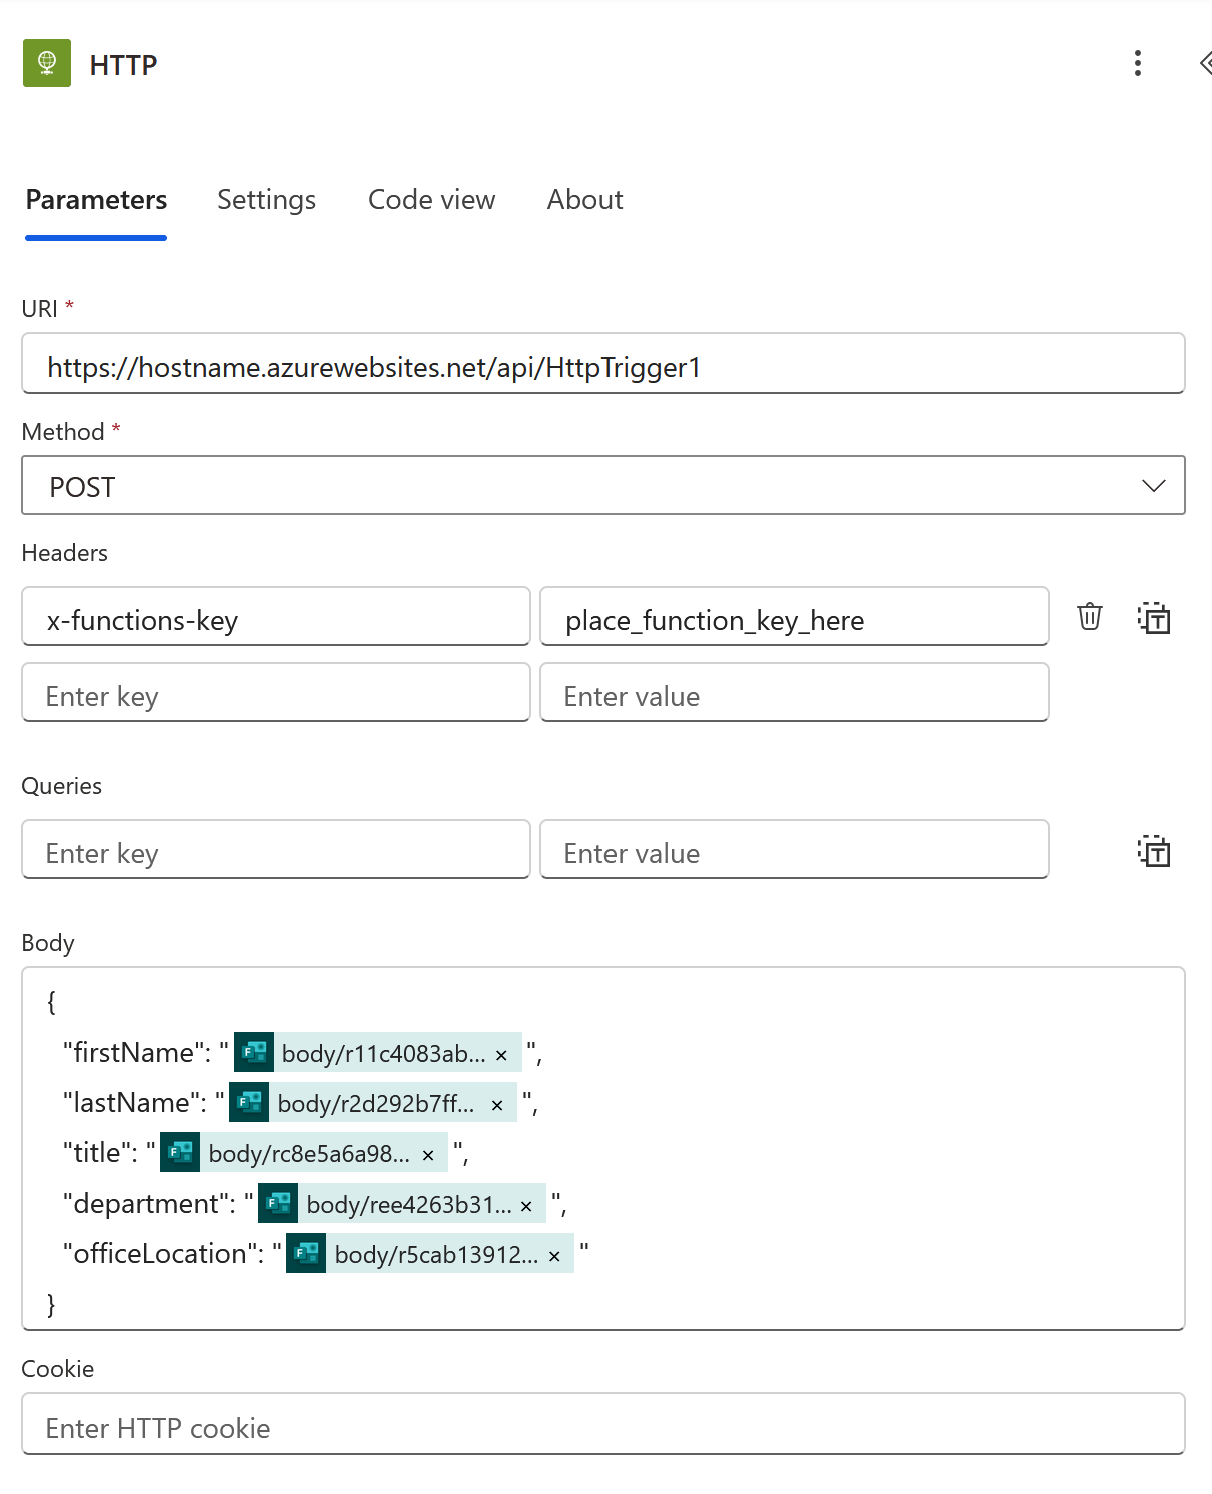 HTTP
Parameters Settings Code view About
URI *
https://hostname.azurewebsites.net/api/HttpTrigger1
Method *
POST
Headers
x-functions-key place_function_key_here
Enter key Enter value
Queries
Enter key Enter value
Body
{
"firstName": " body/r11c4083ab... × ",
"lastName": " body/r2d292b7ff... × ",
"title": " body/rc8e5a6a98... × ",
"department": " body/ree4263b31... × ",
"officeLocation": " body/r5cab13912... × "
}
Cookie
Enter HTTP cookie